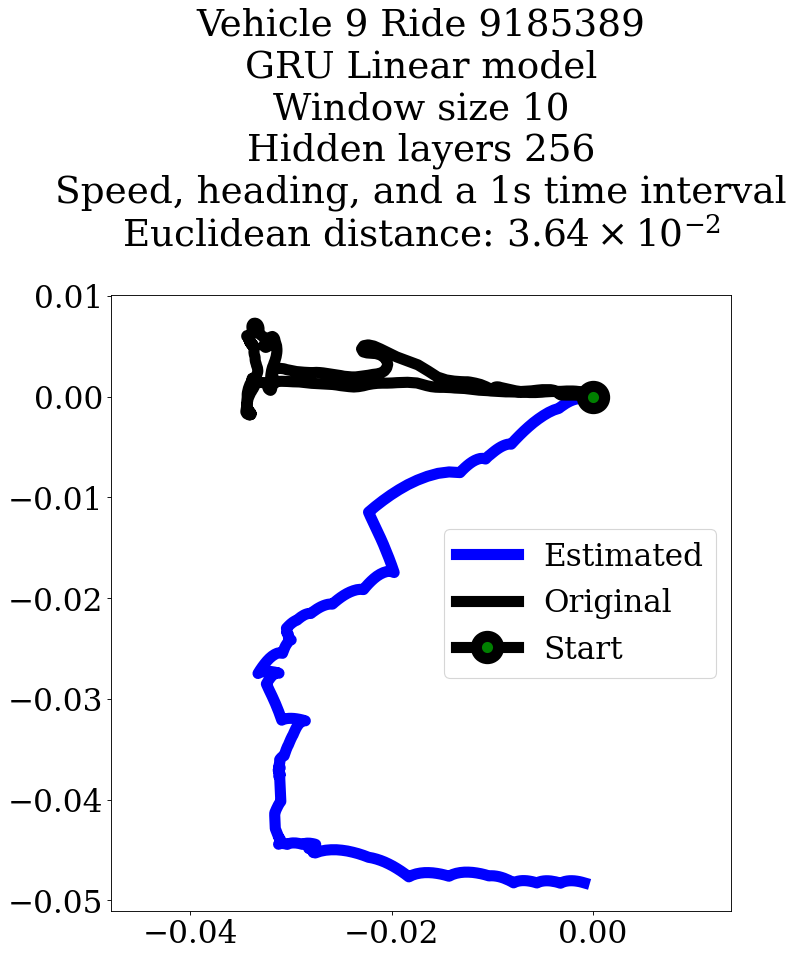 Vehicle 9 Ride 9185389
GRU Linear model
Window size 10
Hidden layers 256
Speed, heading, and a 1s time interval
Euclidean distance: 3.64 × 10⁻²
0.01
0.00
−0.01
−0.02
−0.03
−0.04
−0.05
Estimated
Original
Start
−0.04 −0.02 0.00